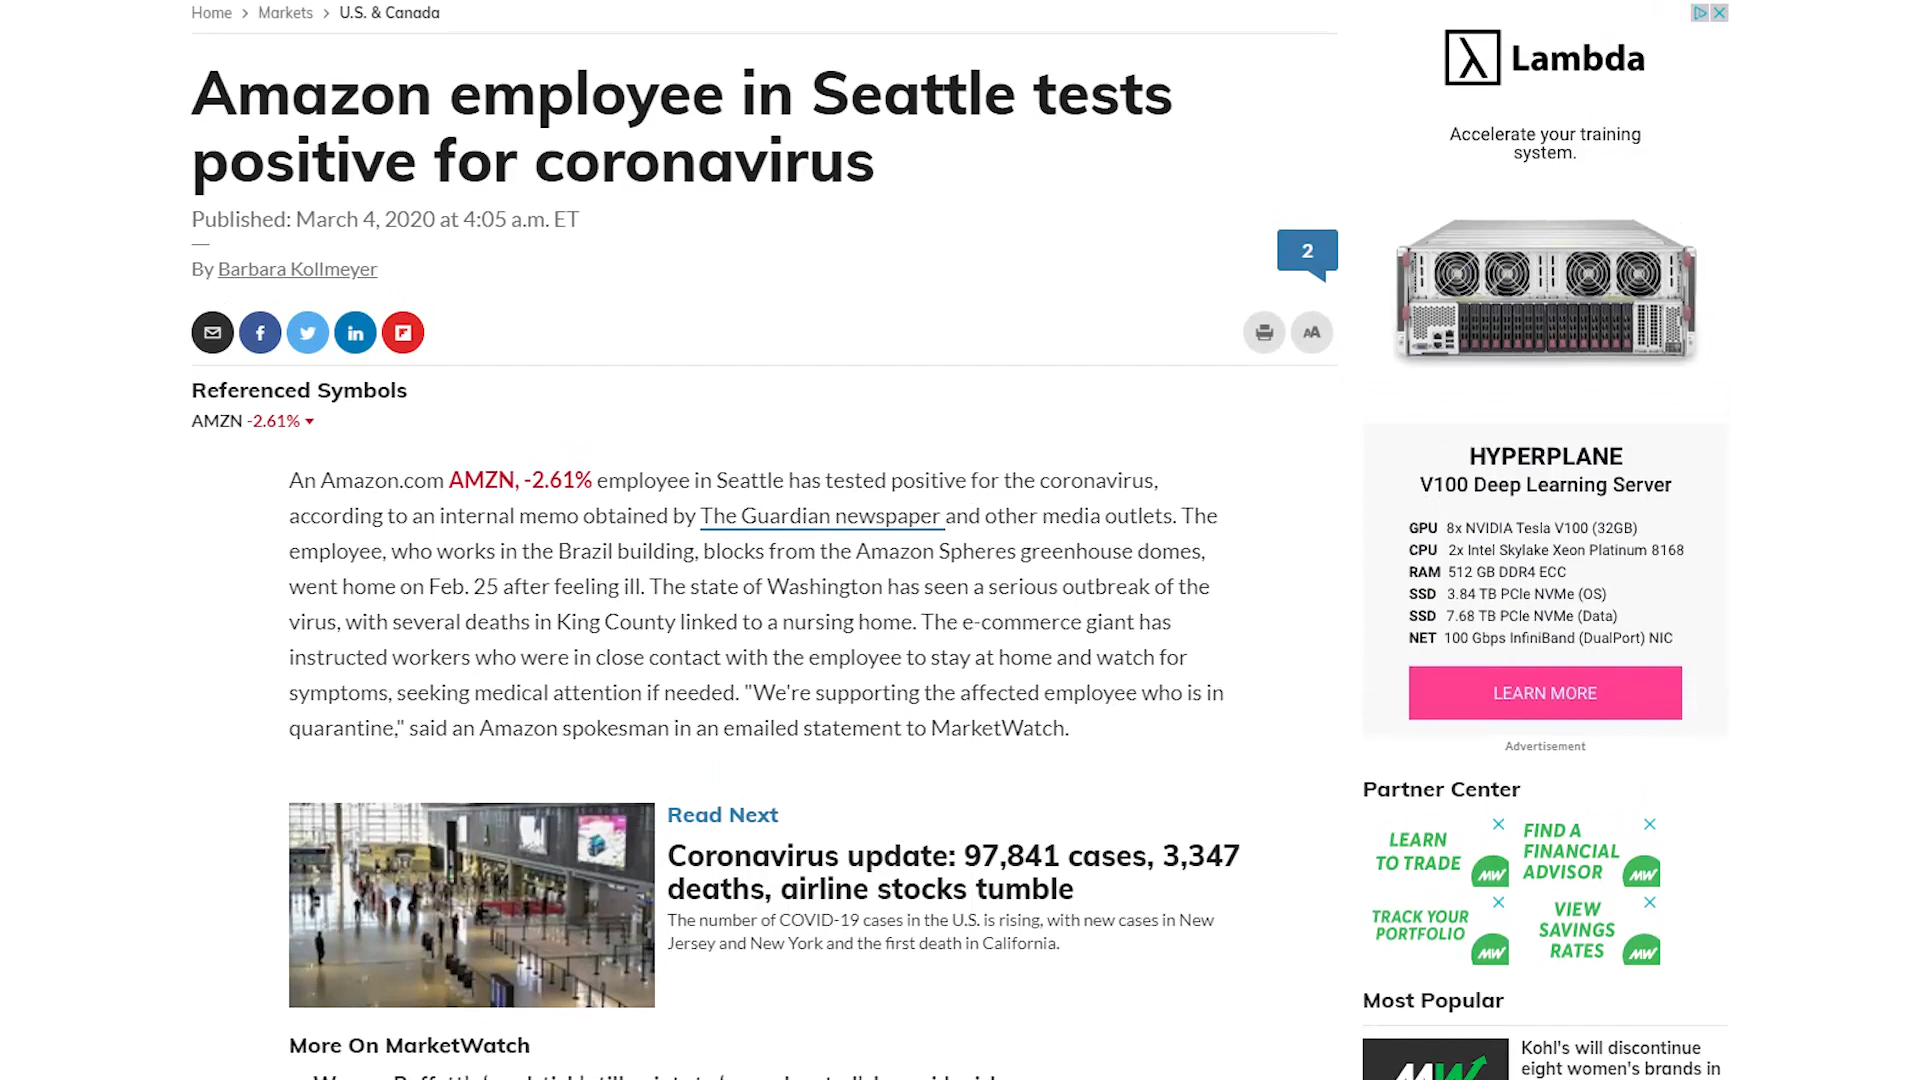 Home > Markets > U.S. & Canada
Amazon employee in Seattle tests
positive for coronavirus
Published: March 4, 2020 at 4:05 a.m. ET
By Barbara Kollmeyer
2
f
in
AA
Referenced Symbols
AMZN -2.61%
An Amazon.com AMZN, -2.61% employee in Seattle has tested positive for the coronavirus,
according to an internal memo obtained by The Guardian newspaper and other media outlets. The
employee, who works in the Brazil building, blocks from the Amazon Spheres greenhouse domes,
went home on Feb. 25 after feeling ill. The state of Washington has seen a serious outbreak of the
virus, with several deaths in King County linked to a nursing home. The e-commerce giant has
instructed workers who were in close contact with the employee to stay at home and watch for
symptoms, seeking medical attention if needed. "We're supporting the affected employee who is in
quarantine," said an Amazon spokesman in an emailed statement to MarketWatch.
Read Next
Coronavirus update: 97,841 cases, 3,347
deaths, airline stocks tumble
The number of COVID-19 cases in the U.S. is rising, with new cases in New
Jersey and New York and the first death in California.
More On MarketWatch
λ Lambda
Accelerate your training
system.
HYPERPLANE
V100 Deep Learning Server
GPU 8x NVIDIA Tesla V100 (32GB)
CPU 2x Intel Skylake Xeon Platinum 8168
RAM 512 GB DDR4 ECC
SSD 3.84 TB PCIe NVMe (OS)
SSD 7.68 TB PCIe NVMe (Data)
NET 100 Gbps InfiniBand (DualPort) NIC
LEARN MORE
Advertisement
Partner Center
LEARN
TO TRADE
MW
FIND A
FINANCIAL
ADVISOR
MW
TRACK YOUR
PORTFOLIO
MW
VIEW
SAVINGS
RATES
MW
Most Popular
MW
Kohl's will discontinue
eight women's brands in